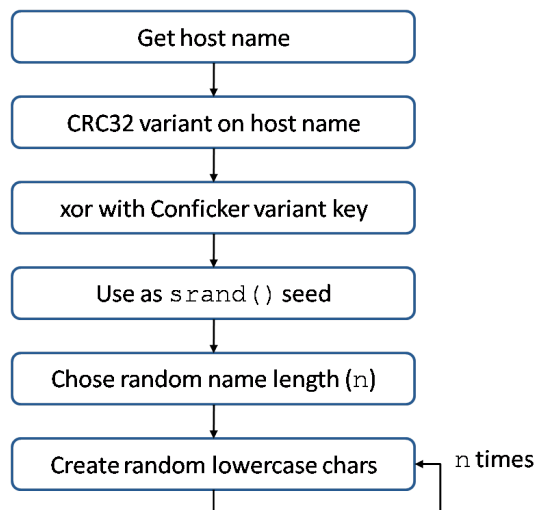 Get host name
CRC32 variant on host name
xor with Conficker variant key
Use as srand() seed
Chose random name length (n)
Create random lowercase chars
n times